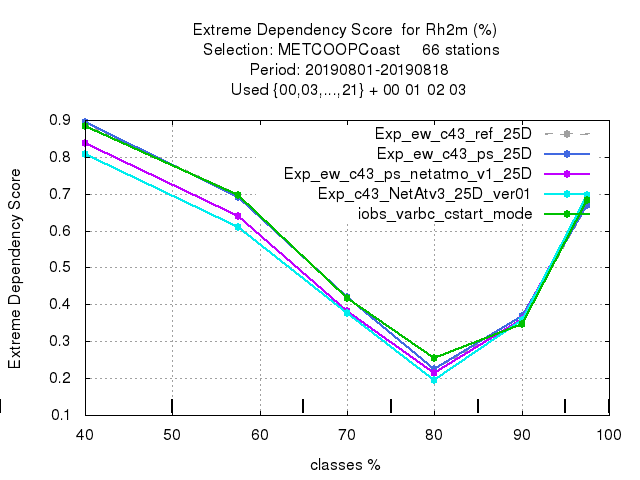 Extreme Dependency Score  for Rh2m (%)
Selection: METCOOPCoast     66 stations
Period: 20190801-20190818
Used {00,03,...,21} + 00 01 02 03
Exp_ew_c43_ref_25D
Exp_ew_c43_ps_25D
Exp_ew_c43_ps_netatmo_v1_25D
Exp_c43_NetAtv3_25D_ver01
iobs_varbc_cstart_mode
Extreme Dependency Score
0.9
0.8
0.7
0.6
0.5
0.4
0.3
0.2
0.1
40 50 60 70 80 90 100
classes %